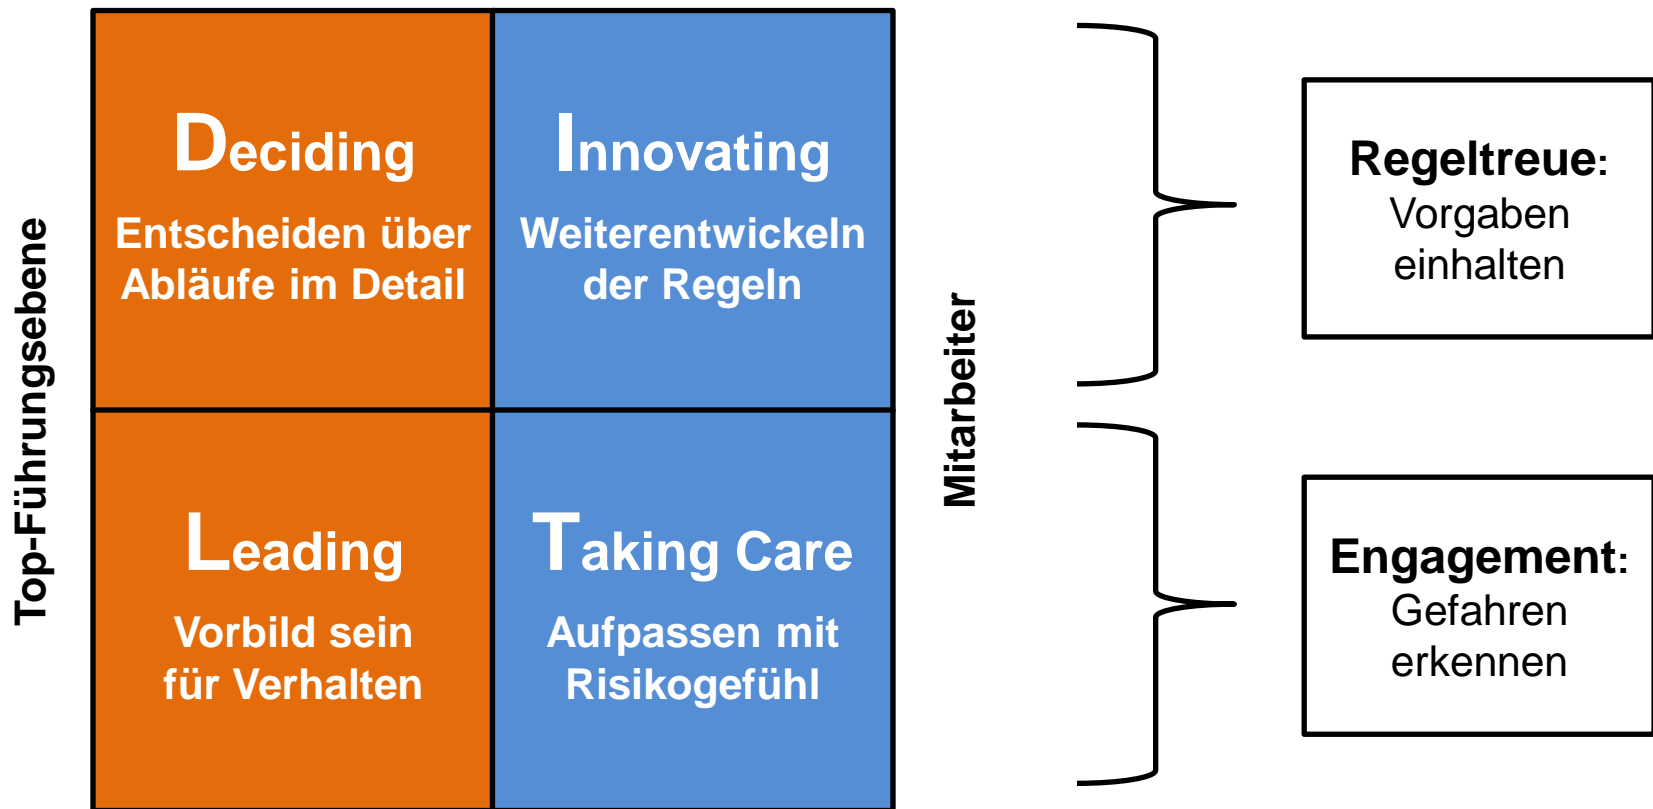 Top-Führungsebene
Deciding
Entscheiden über
Abläufe im Detail
Innovating
Weiterentwickeln
der Regeln
Leading
Vorbild sein
für Verhalten
Taking Care
Aufpassen mit
Risikogefühl
Mitarbeiter
Regeltreue:
Vorgaben
einhalten
Engagement:
Gefahren
erkennen